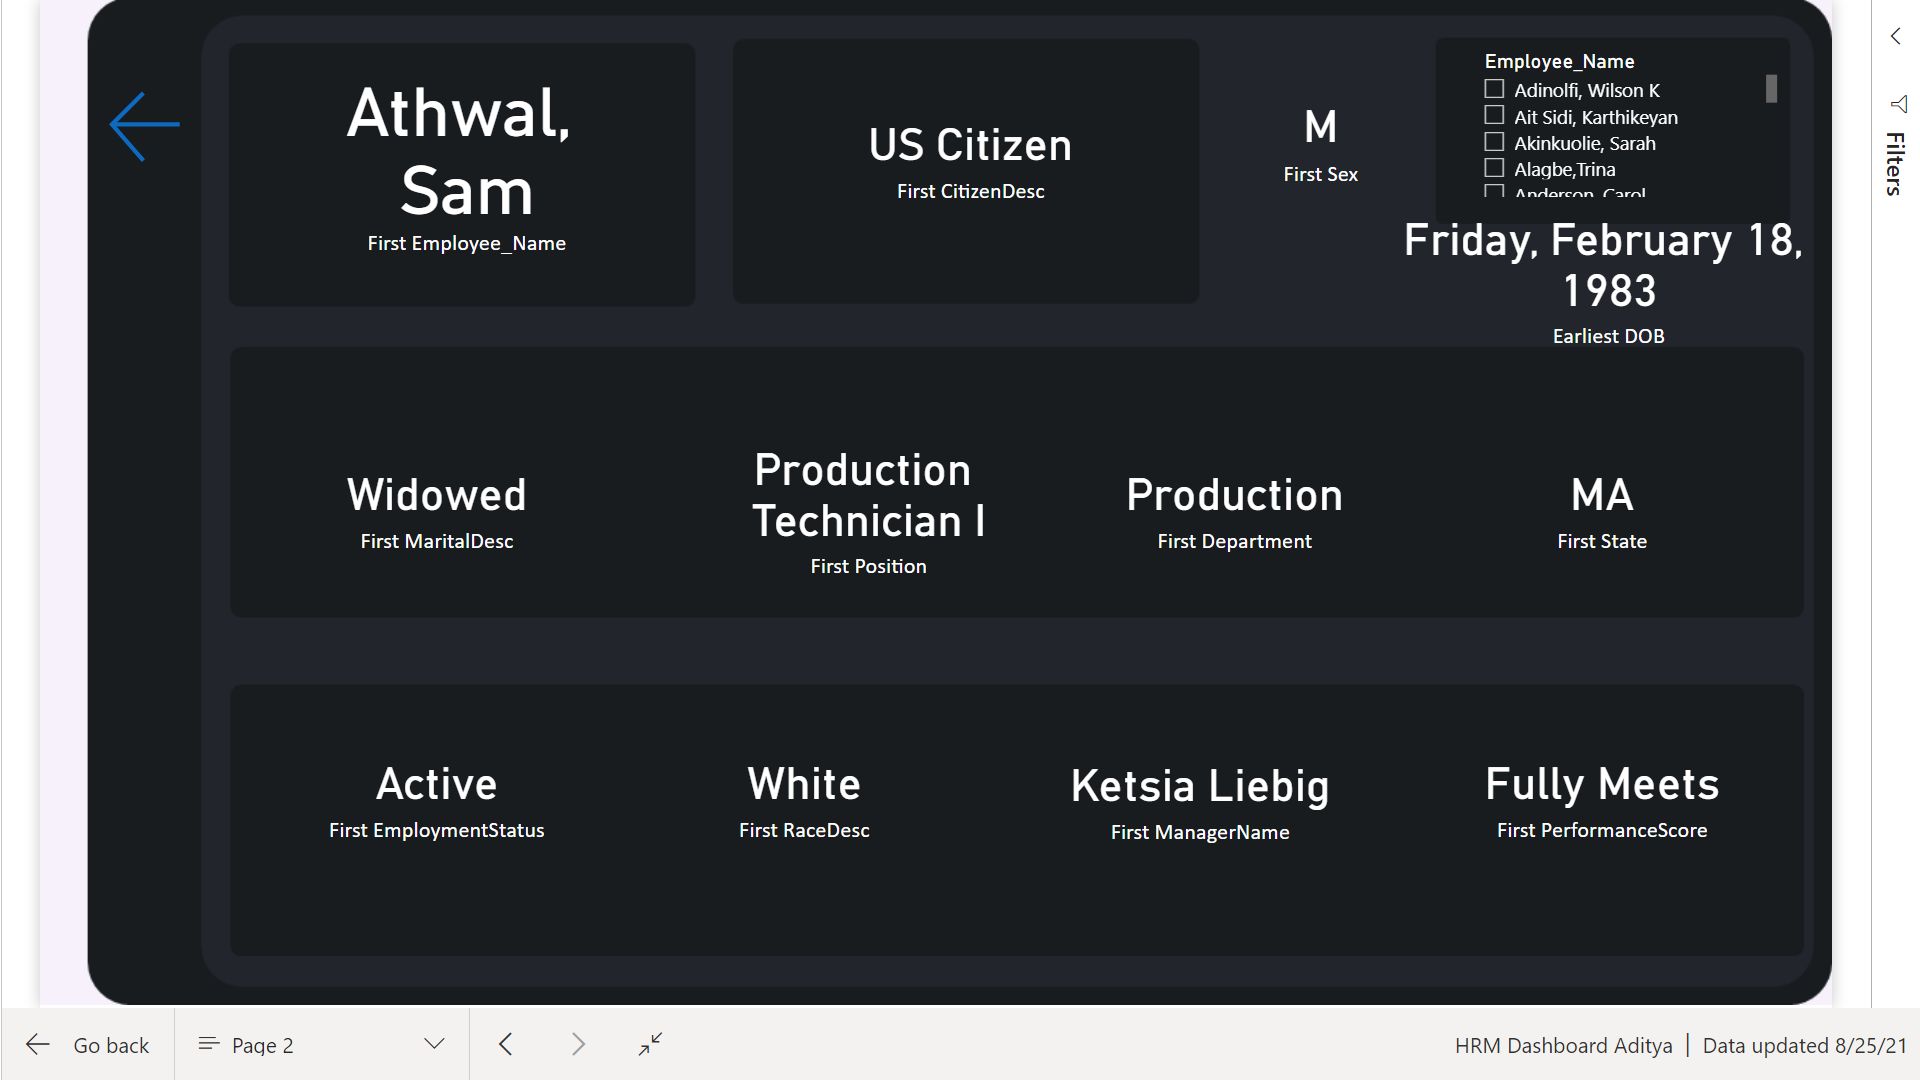 Athwal,
Sam
First Employee_Name
US Citizen
First CitizenDesc
M
First Sex
Employee_Name
Adinolfi, Wilson K
Ait Sidi, Karthikeyan
Akinkuolie, Sarah
Alagbe,Trina
Anderson, Carol
Friday, February 18,
1983
Earliest DOB
Filters
Widowed
First MaritalDesc
Production
Technician I
First Position
Production
First Department
MA
First State
Active
First EmploymentStatus
White
First RaceDesc
Ketsia Liebig
First ManagerName
Fully Meets
First PerformanceScore
Go back
Page 2
HRM Dashboard Aditya | Data updated 8/25/21